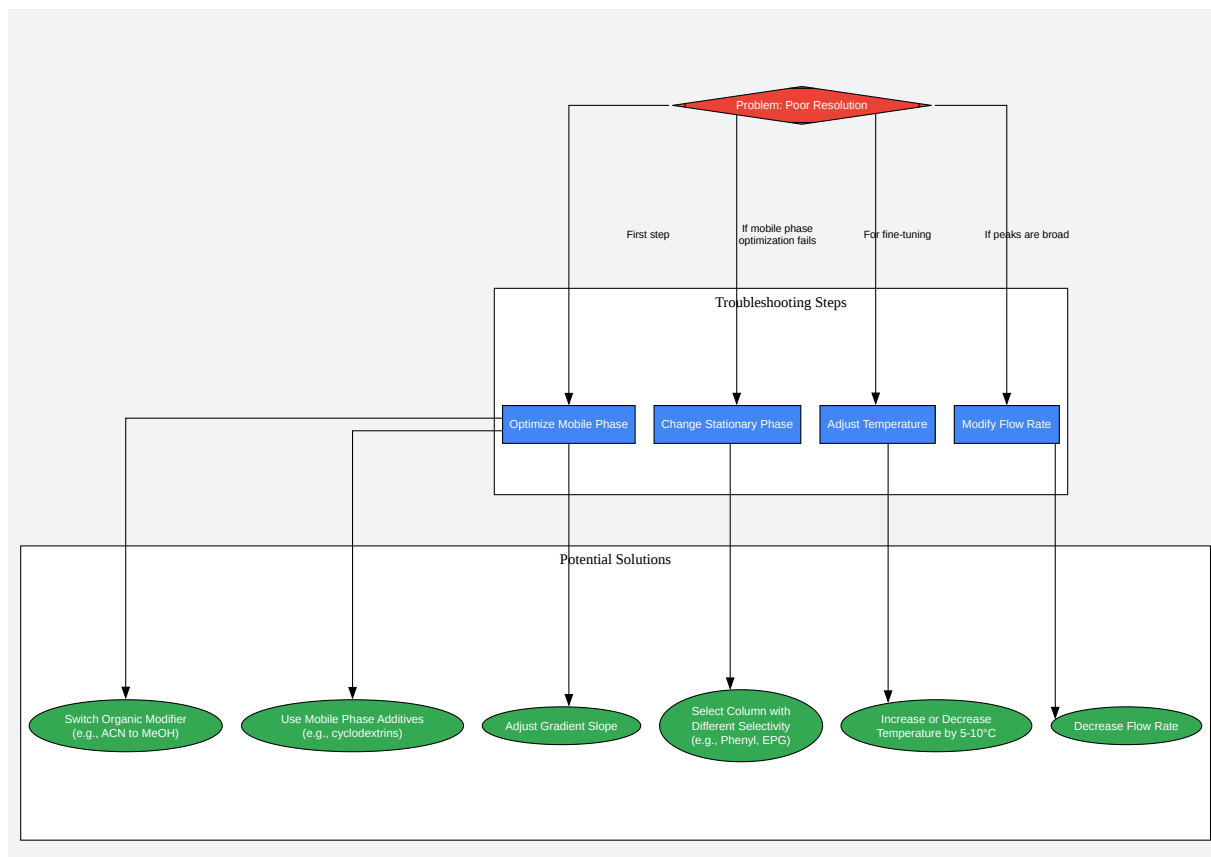 Problem: Poor Resolution
First step
If mobile phase
optimization fails
For fine-tuning
If peaks are broad
Troubleshooting Steps
Optimize Mobile Phase
Change Stationary Phase
Adjust Temperature
Modify Flow Rate
Potential Solutions
Switch Organic Modifier
(e.g., ACN to MeOH)
Use Mobile Phase Additives
(e.g., cyclodextrins)
Adjust Gradient Slope
Select Column with
Different Selectivity
(e.g., Phenyl, EPG)
Increase or Decrease
Temperature by 5-10°C
Decrease Flow Rate